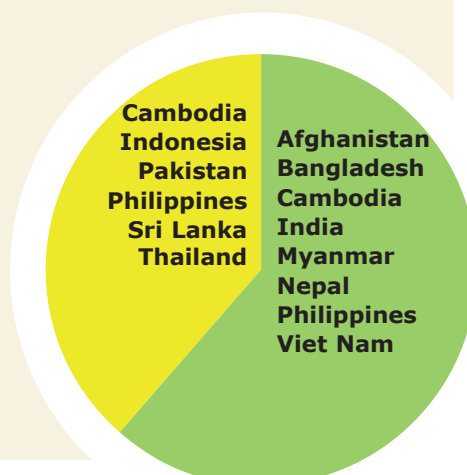 Cambodia
Indonesia
Pakistan
Philippines
Sri Lanka
Thailand
Afghanistan
Bangladesh
Cambodia
India
Myanmar
Nepal
Philippines
Viet Nam